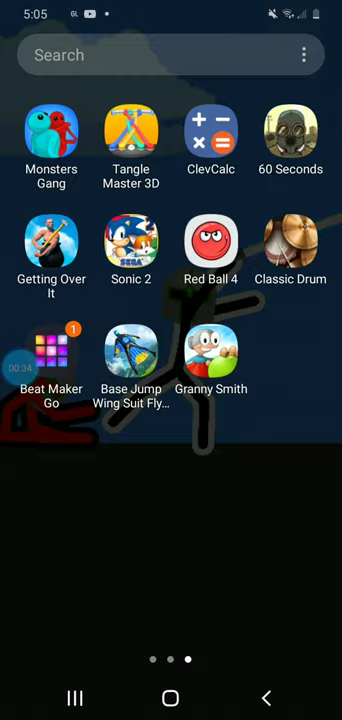 5:05
GL
Search
Monsters Gang
Tangle Master 3D
ClevCalc
60 Seconds
Getting Over It
SEGA
Sonic 2
Red Ball 4
Classic Drum
1
00:34
Beat Maker Go
Base Jump Wing Suit Fly...
Granny Smith